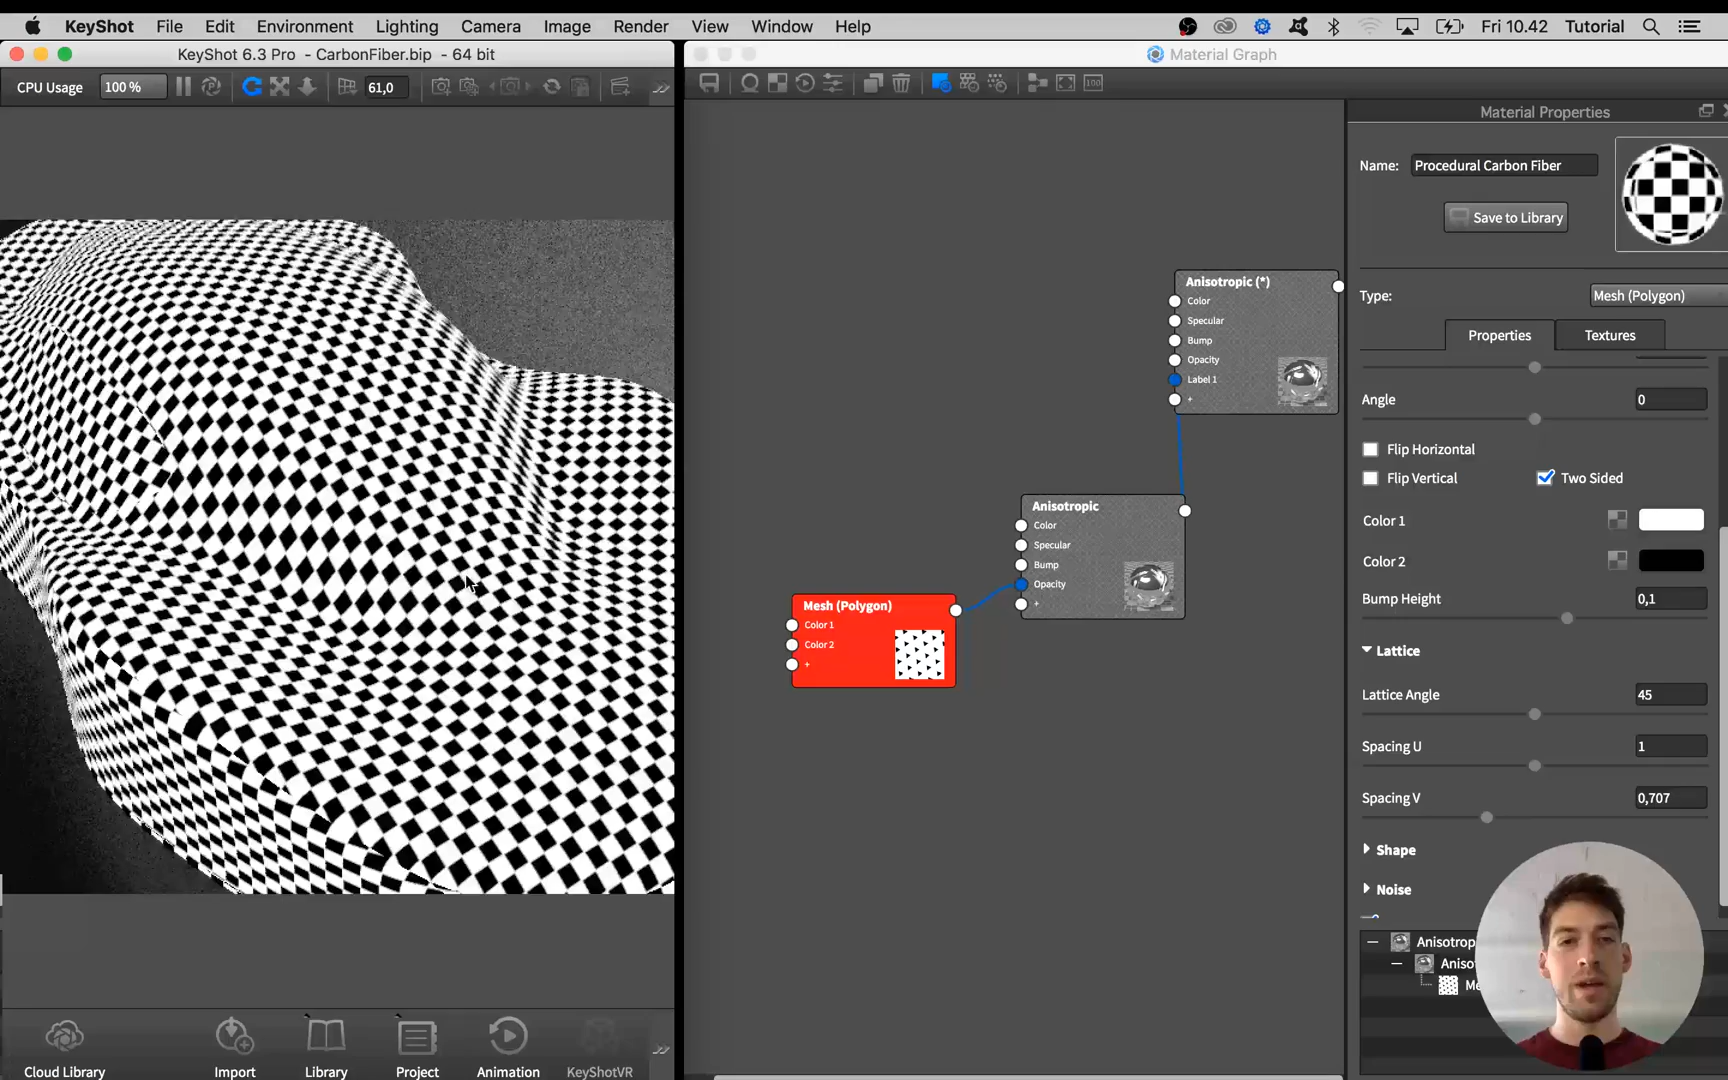 KeyShot File Edit Environment Lighting Camera Image Render View Window Help Fri 10.42 Tutorial
KeyShot 6.3 Pro - CarbonFiber.bip - 64 bit
Material Graph
CPU Usage 100 % 61,0
100
Material Properties
Name: Procedural Carbon Fiber
Save to Library
Type: Mesh (Polygon)
Properties Textures
Angle 0
Flip Horizontal
Flip Vertical Two Sided
Color 1
Color 2
Bump Height 0,1
Lattice
Lattice Angle 45
Spacing U 1
Spacing V 0,707
Shape
Noise
Anisotrop
Aniso
Me
Anisotropic (*)
Color
Specular
Bump
Opacity
Label 1
+
Anisotropic
Color
Specular
Bump
Opacity
+
Mesh (Polygon)
Color 1
Color 2
+
Cloud Library Import Library Project Animation KeyShotVR